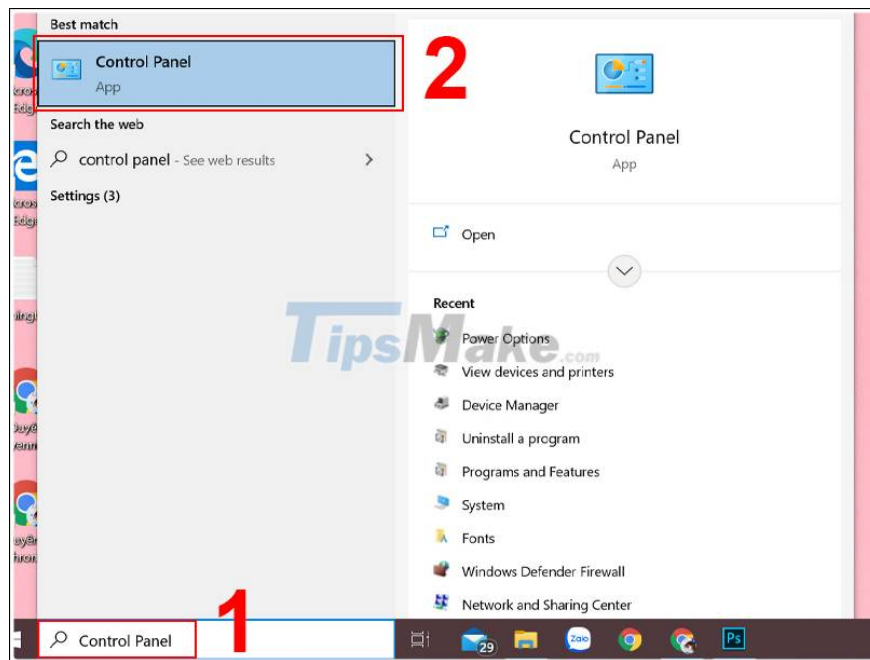 Best match
Control Panel
App
2
Search the web
control panel - See web results
Settings (3)
Control Panel
App
Open
Recent
TipsMake.com
Power Options
View devices and printers
Device Manager
Uninstall a program
Programs and Features
System
Fonts
Windows Defender Firewall
Network and Sharing Center
1
Control Panel
29
Zalo
Ps